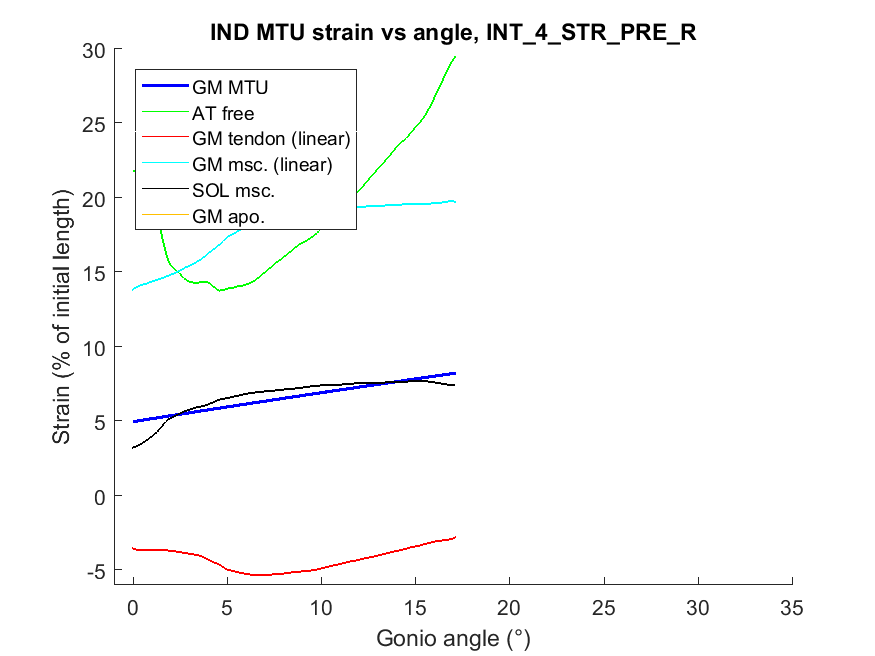 IND MTU strain vs angle, INT_4_STR_PRE_R
30
25
20
15
10
5
0
-5
Strain (% of initial length)
GM MTU
AT free
GM tendon (linear)
GM msc. (linear)
SOL msc.
GM apo.
0 5 10 15 20 25 30 35
Gonio angle (°)